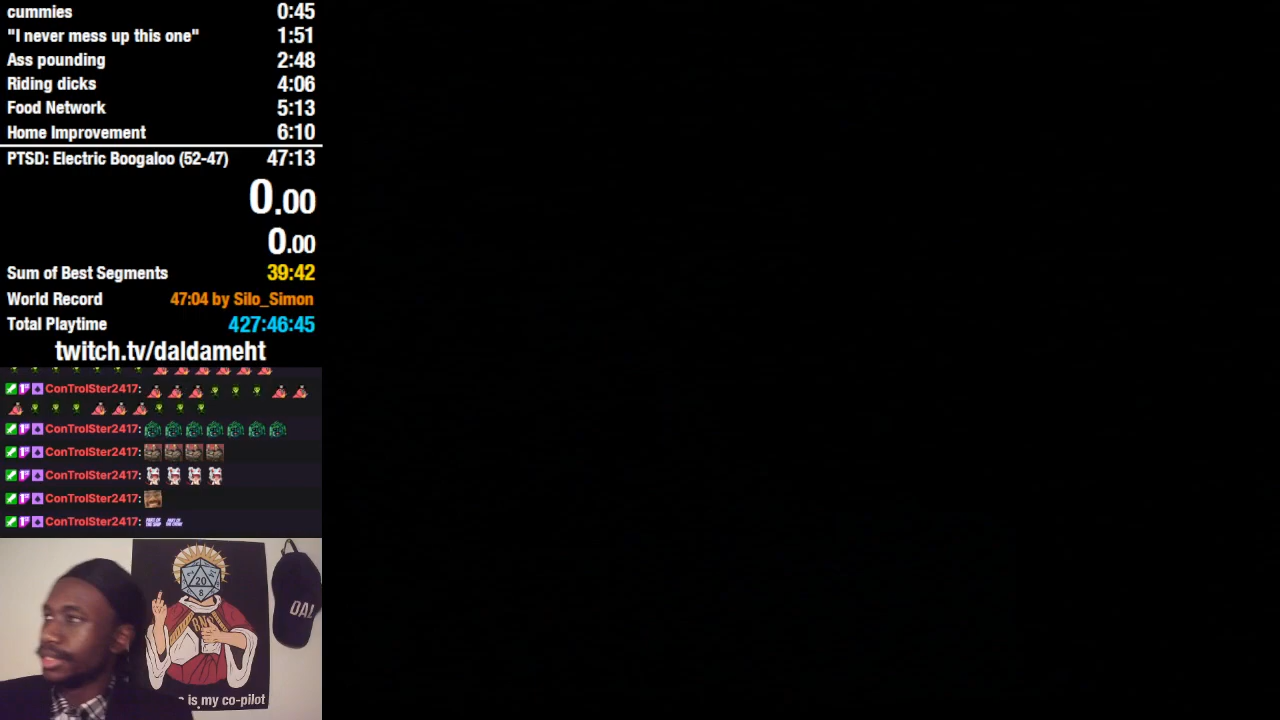 cummies 0:45
"I never mess up this one" 1:51
Ass pounding 2:48
Riding dicks 4:06
Food Network 5:13
Home Improvement 6:10
PTSD: Electric Boogaloo (52-47) 47:13
0.00
0.00
Sum of Best Segments 39:42
World Record 47:04 by Silo_Simon
Total Playtime 427:46:45
twitch.tv/daldameht
ConTrolSter2417:
ConTrolSter2417:
ConTrolSter2417:
ConTrolSter2417:
ConTrolSter2417:
ConTrolSter2417:
20
8
DAL
is my co-pilot